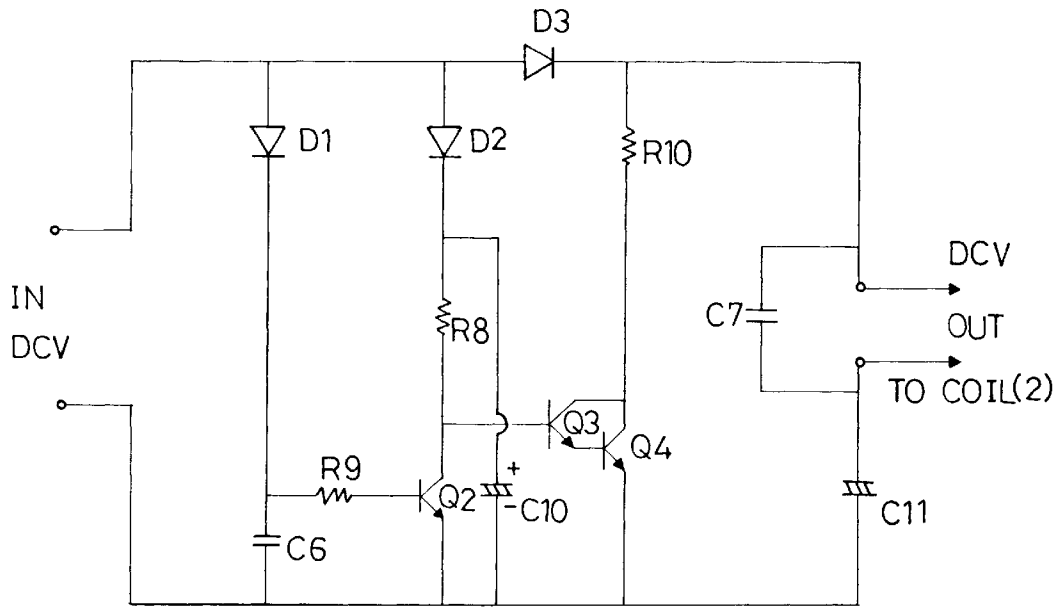 D3
D1
D2
R10
IN
DCV
R8
C7
DCV
OUT
TO COIL(2)
Q3
Q4
R9
Q2
+
-C10
C11
C6